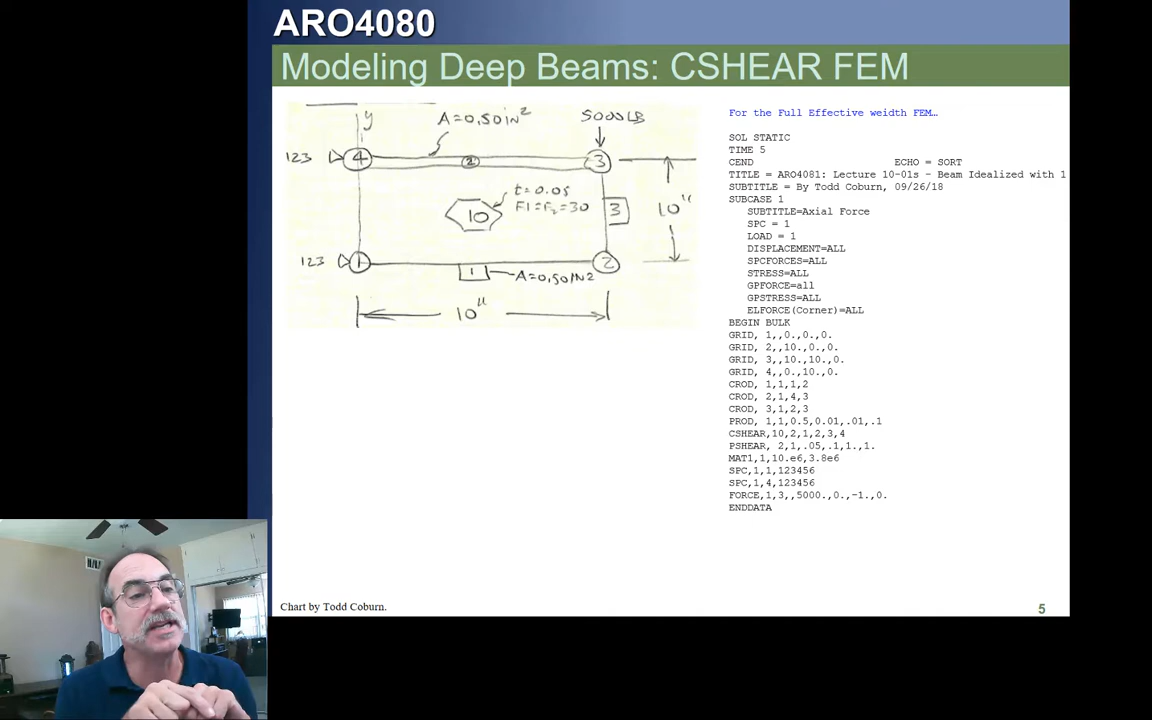 ARO4080
Modeling Deep Beams: CSHEAR FEM
y
A=0.50in²
5000LB
123
4
2
3
t=0.05
F1=F2=30
10
3
10"
123
1
2
1
A=0.50IN2
10"
For the Full Effective weidth FEM…
SOL STATIC
TIME 5
CEND ECHO = SORT
TITLE = ARO4081: Lecture 10-01s - Beam Idealized with 1
SUBTITLE = By Todd Coburn, 09/26/18
SUBCASE 1
SUBTITLE=Axial Force
SPC = 1
LOAD = 1
DISPLACEMENT=ALL
SPCFORCES=ALL
STRESS=ALL
GPFORCE=all
GPSTRESS=ALL
ELFORCE(Corner)=ALL
BEGIN BULK
GRID, 1,,0.,0.,0.
GRID, 2,,10.,0.,0.
GRID, 3,,10.,10.,0.
GRID, 4,,0.,10.,0.
CROD, 1,1,1,2
CROD, 2,1,4,3
CROD, 3,1,2,3
PROD, 1,1,0.5,0.01,.01,.1
CSHEAR,10,2,1,2,3,4
PSHEAR, 2,1,.05,.1,1.,1.
MAT1,1,10.e6,3.8e6
SPC,1,1,123456
SPC,1,4,123456
FORCE,1,3,,5000.,0.,-1.,0.
ENDDATA
Chart by Todd Coburn.
5